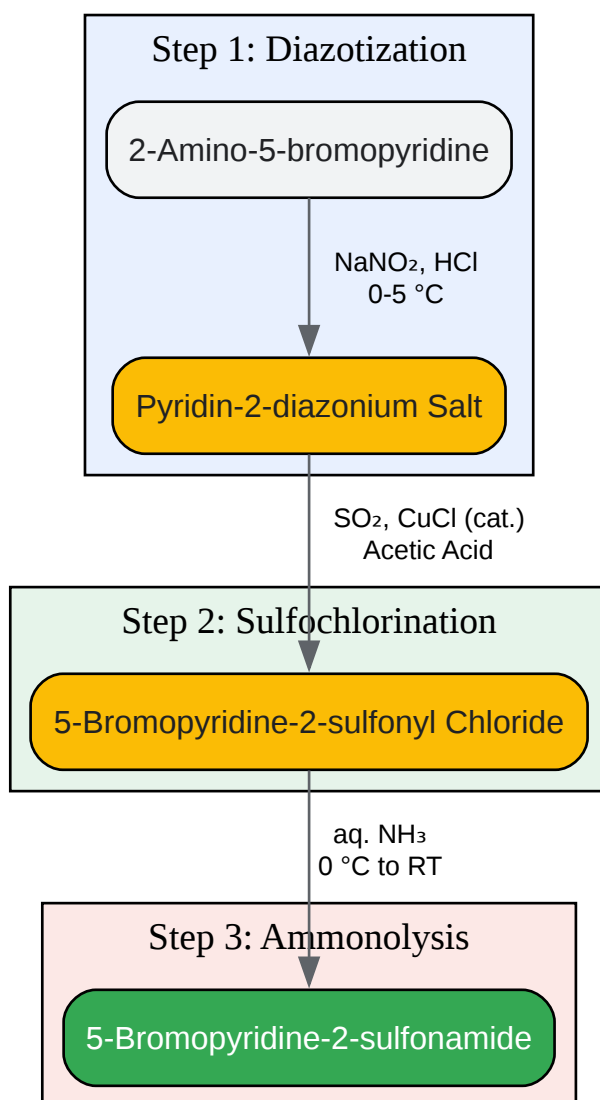 Step 1: Diazotization
2-Amino-5-bromopyridine
NaNO₂, HCl
0-5 °C
Pyridin-2-diazonium Salt
SO₂, CuCl (cat.)
Acetic Acid
Step 2: Sulfochlorination
5-Bromopyridine-2-sulfonyl Chloride
aq. NH₃
0 °C to RT
Step 3: Ammonolysis
5-Bromopyridine-2-sulfonamide